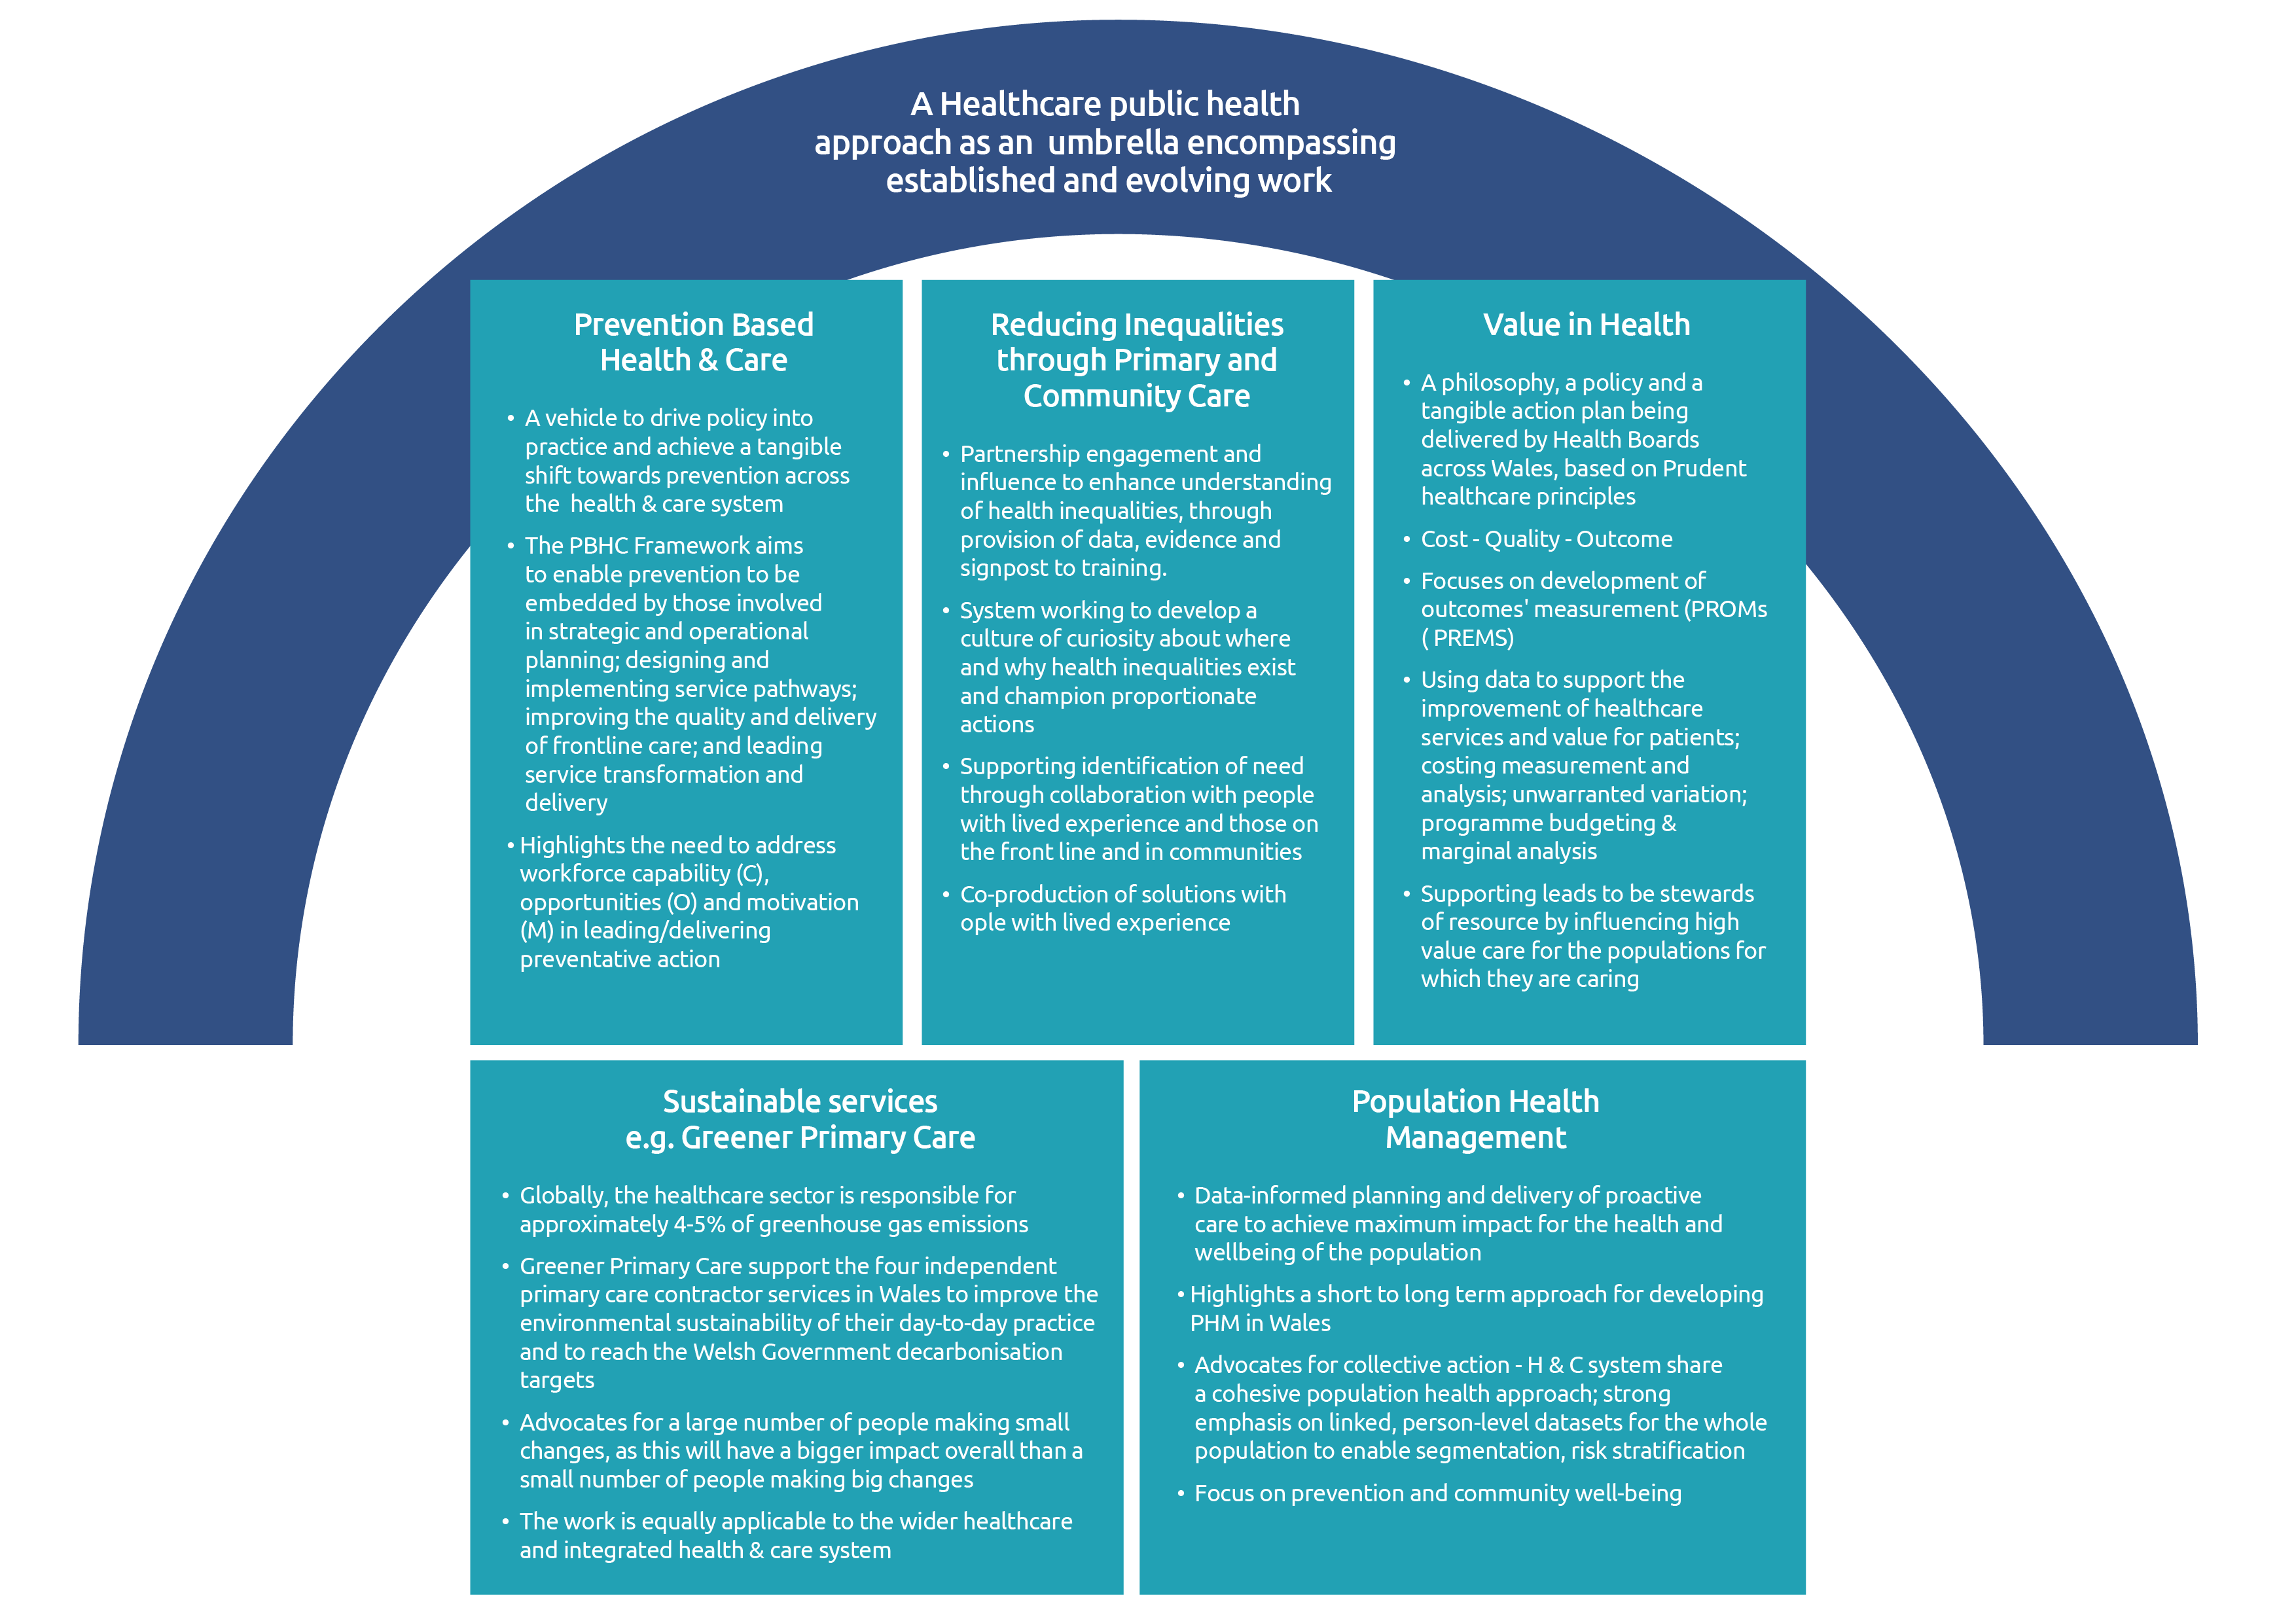 A Healthcare public health
approach as an  umbrella encompassing
established and evolving work
Prevention Based
Health & Care
• A vehicle to drive policy into
practice and achieve a tangible
shift towards prevention across
the  health & care system
• The PBHC Framework aims
to enable prevention to be
embedded by those involved
in strategic and operational
planning; designing and
implementing service pathways;
improving the quality and delivery
of frontline care; and leading
service transformation and
delivery
• Highlights the need to address
workforce capability (C),
opportunities (O) and motivation
(M) in leading/delivering
preventative action
Reducing Inequalities
through Primary and
Community Care
• Partnership engagement and
influence to enhance understanding
of health inequalities, through
provision of data, evidence and
signpost to training.
• System working to develop a
culture of curiosity about where
and why health inequalities exist
and champion proportionate
actions
• Supporting identification of need
through collaboration with people
with lived experience and those on
the front line and in communities
• Co-production of solutions with
ople with lived experience
Value in Health
• A philosophy, a policy and a
tangible action plan being
delivered by Health Boards
across Wales, based on Prudent
healthcare principles
• Cost - Quality - Outcome
• Focuses on development of
outcomes' measurement (PROMs
( PREMS)
• Using data to support the
improvement of healthcare
services and value for patients;
costing measurement and
analysis; unwarranted variation;
programme budgeting &
marginal analysis
• Supporting leads to be stewards
of resource by influencing high
value care for the populations for
which they are caring
Sustainable services
e.g. Greener Primary Care
• Globally, the healthcare sector is responsible for
approximately 4-5% of greenhouse gas emissions
• Greener Primary Care support the four independent
primary care contractor services in Wales to improve the
environmental sustainability of their day-to-day practice
and to reach the Welsh Government decarbonisation
targets
• Advocates for a large number of people making small
changes, as this will have a bigger impact overall than a
small number of people making big changes
• The work is equally applicable to the wider healthcare
and integrated health & care system
Population Health
Management
• Data-informed planning and delivery of proactive
care to achieve maximum impact for the health and
wellbeing of the population
• Highlights a short to long term approach for developing
PHM in Wales
• Advocates for collective action - H & C system share
a cohesive population health approach; strong
emphasis on linked, person-level datasets for the whole
population to enable segmentation, risk stratification
• Focus on prevention and community well-being